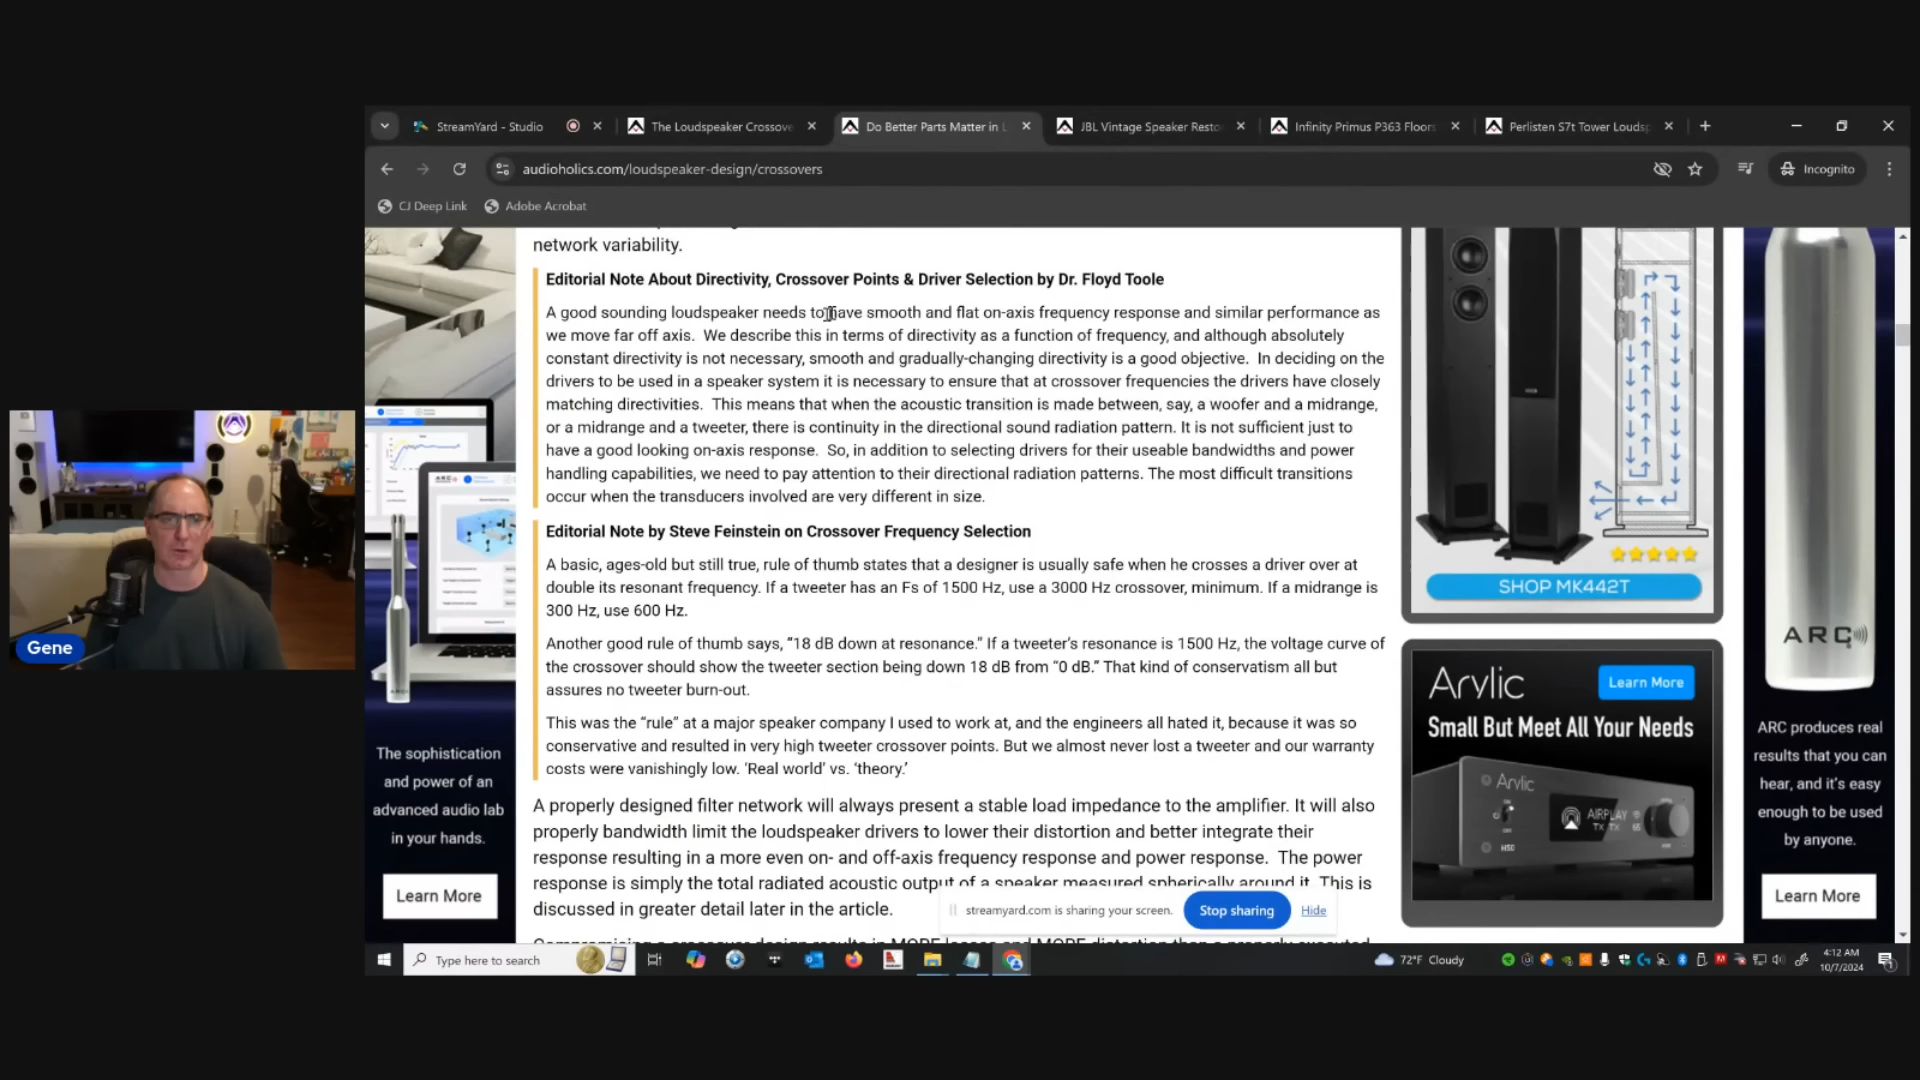 StreamYard - Studio
The Loudspeaker Crossove
Do Better Parts Matter in L
JBL Vintage Speaker Resto
Infinity Primus P363 Floors
Perlisten S7t Tower Loudsp
audioholics.com/loudspeaker-design/crossovers
Incognito
CJ Deep Link
Adobe Acrobat
network variability.
Editorial Note About Directivity, Crossover Points & Driver Selection by Dr. Floyd Toole
A good sounding loudspeaker needs to have smooth and flat on-axis frequency response and similar performance as
we move far off axis. We describe this in terms of directivity as a function of frequency, and although absolutely
constant directivity is not necessary, smooth and gradually-changing directivity is a good objective. In deciding on the
drivers to be used in a speaker system it is necessary to ensure that at crossover frequencies the drivers have closely
matching directivities. This means that when the acoustic transition is made between, say, a woofer and a midrange,
or a midrange and a tweeter, there is continuity in the directional sound radiation pattern. It is not sufficient just to
have a good looking on-axis response. So, in addition to selecting drivers for their useable bandwidths and power
handling capabilities, we need to pay attention to their directional radiation patterns. The most difficult transitions
occur when the transducers involved are very different in size.
Editorial Note by Steve Feinstein on Crossover Frequency Selection
A basic, ages-old but still true, rule of thumb states that a designer is usually safe when he crosses a driver over at
double its resonant frequency. If a tweeter has an Fs of 1500 Hz, use a 3000 Hz crossover, minimum. If a midrange is
300 Hz, use 600 Hz.
Another good rule of thumb says, “18 dB down at resonance.” If a tweeter’s resonance is 1500 Hz, the voltage curve of
the crossover should show the tweeter section being down 18 dB from “0 dB.” That kind of conservatism all but
assures no tweeter burn-out.
This was the “rule” at a major speaker company I used to work at, and the engineers all hated it, because it was so
conservative and resulted in very high tweeter crossover points. But we almost never lost a tweeter and our warranty
costs were vanishingly low. ‘Real world’ vs. ‘theory.’
A properly designed filter network will always present a stable load impedance to the amplifier. It will also
properly bandwidth limit the loudspeaker drivers to lower their distortion and better integrate their
response resulting in a more even on- and off-axis frequency response and power response. The power
response is simply the total radiated acoustic output of a speaker measured spherically around it. This is
discussed in greater detail later in the article.
Compromising a crossover design results in MORE losses and MORE distortion than a properly executed
streamyard.com is sharing your screen.
Stop sharing
Hide
Gene
ARC
ARC
The sophistication
and power of an
advanced audio lab
in your hands.
Learn More
SHOP MK442T
Arylic
Learn More
Small But Meet All Your Needs
Arylic
AIRPLAY
ARC
ARC produces real
results that you can
hear, and it's easy
enough to be used
by anyone.
Learn More
Type here to search
72°F Cloudy
4:12 AM
10/7/2024